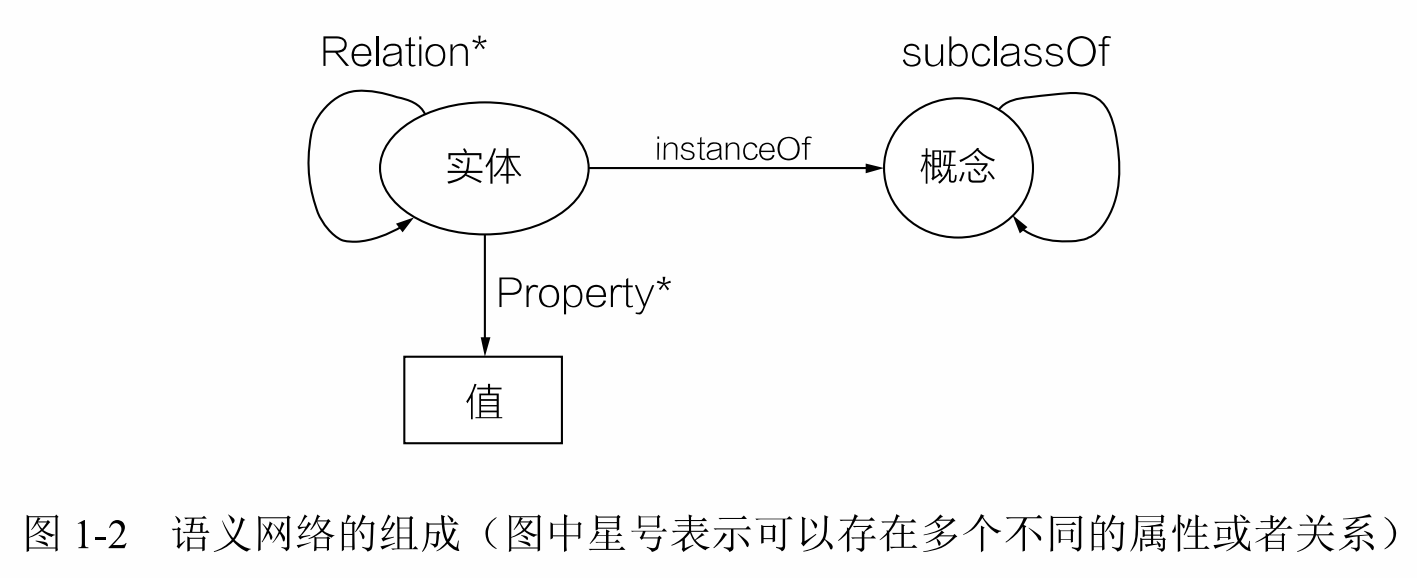 Relation*
subclassOf
实体
instanceOf
概念
Property*
值
图 1-2 语义网络的组成（图中星号表示可以存在多个不同的属性或者关系）